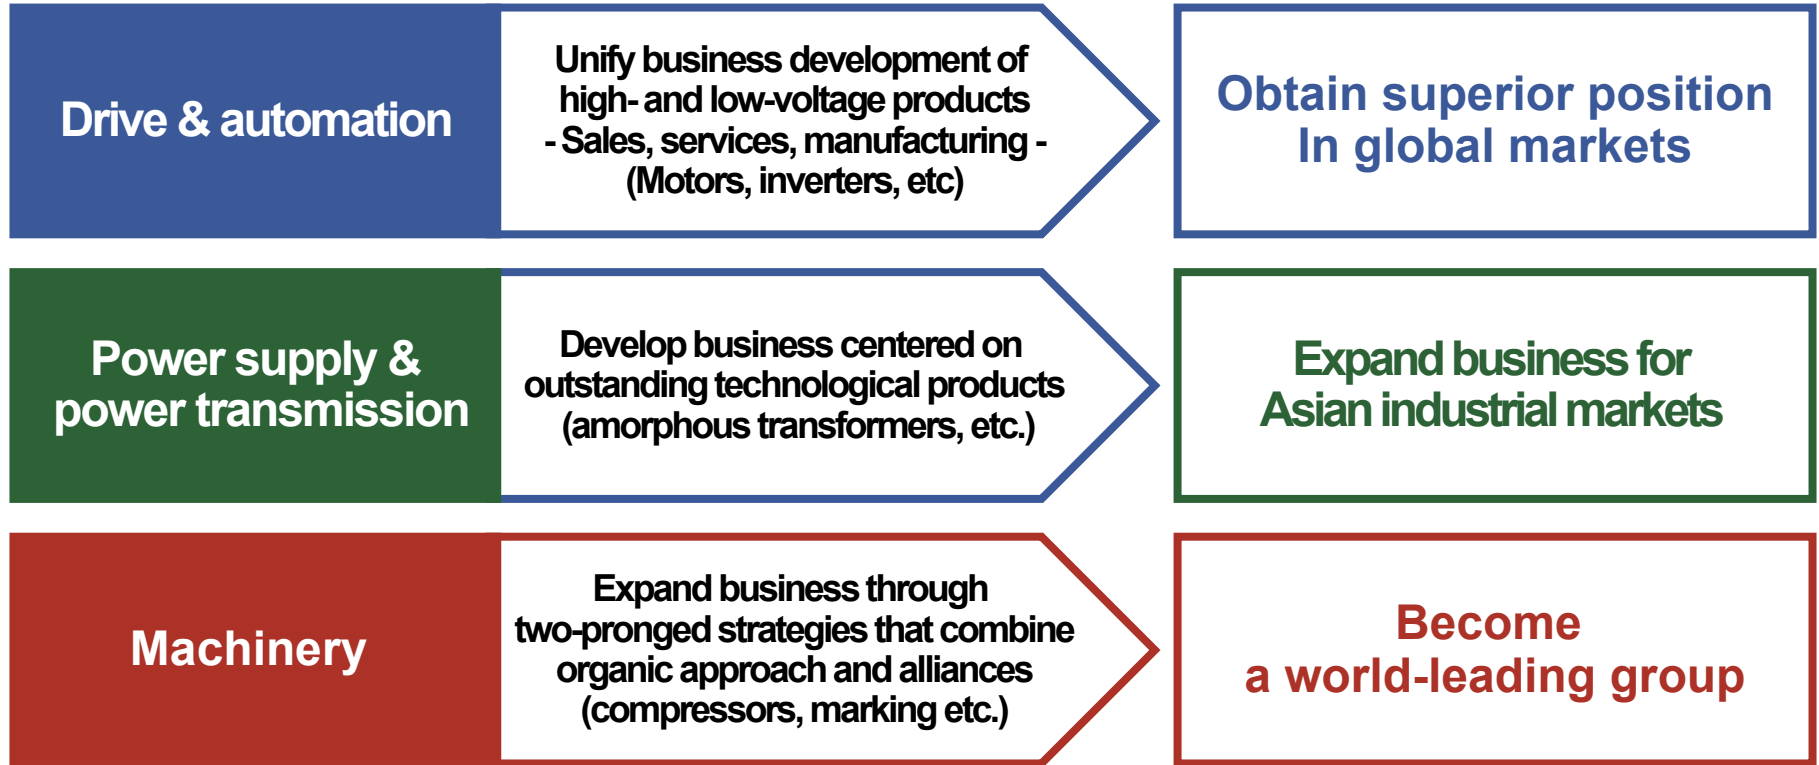 Drive & automation
Unify business development of
high- and low-voltage products
- Sales, services, manufacturing -
(Motors, inverters, etc)
Obtain superior position
In global markets
Power supply &
power transmission
Develop business centered on
outstanding technological products
(amorphous transformers, etc.)
Expand business for
Asian industrial markets
Machinery
Expand business through
two-pronged strategies that combine
organic approach and alliances
(compressors, marking etc.)
Become
a world-leading group